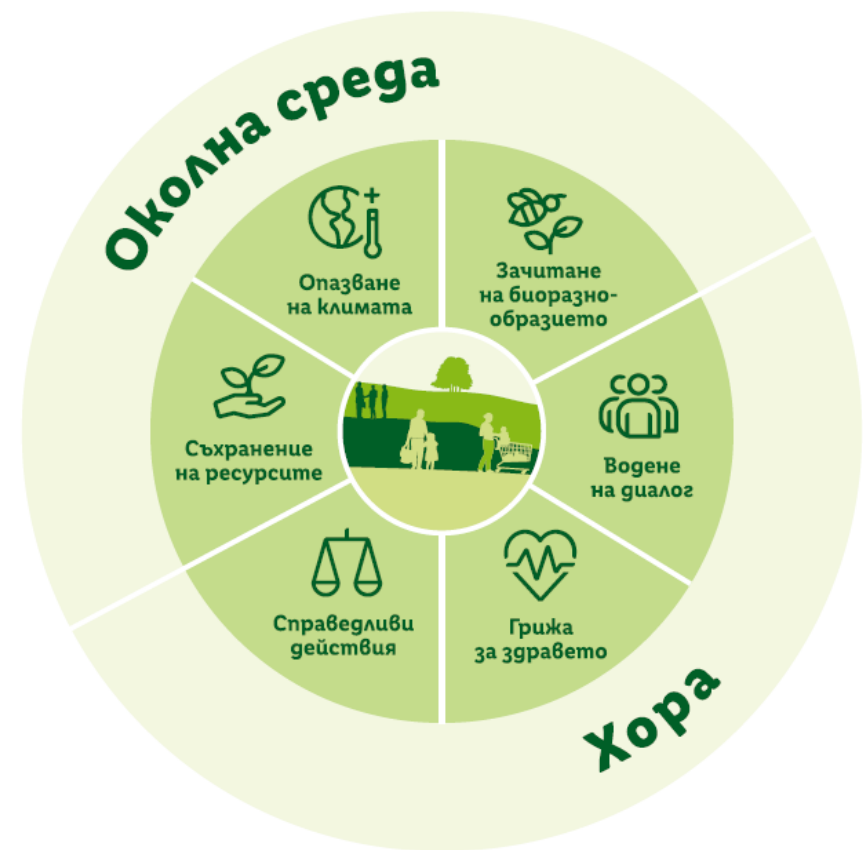 Околна среда
Опазване
на климата
Зачитане
на биоразно-
образието
Съхранение
на ресурсите
Водене
на диалог
Справедливи
действия
Грижа
за здравето
Хора